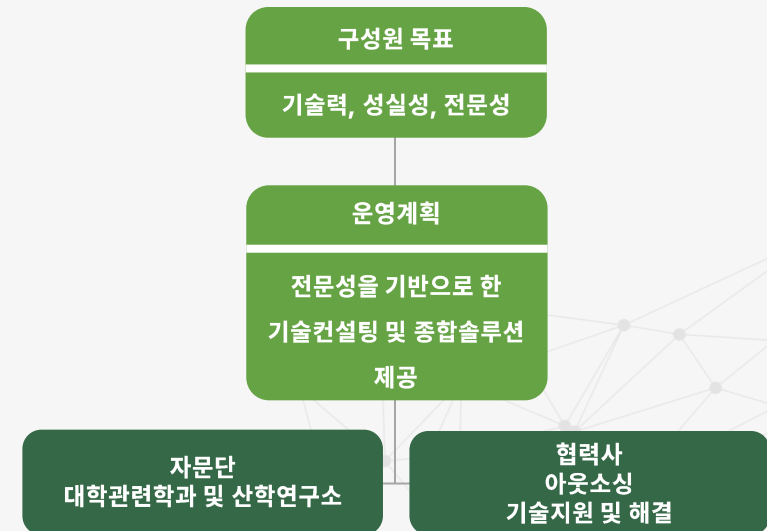 구성원 목표
기술력, 성실성, 전문성
운영계획
전문성을 기반으로 한
기술컨설팅 및 종합솔루션
제공
자문단
대학관련학과 및 산학연구소
협력사
아웃소싱
기술지원 및 해결